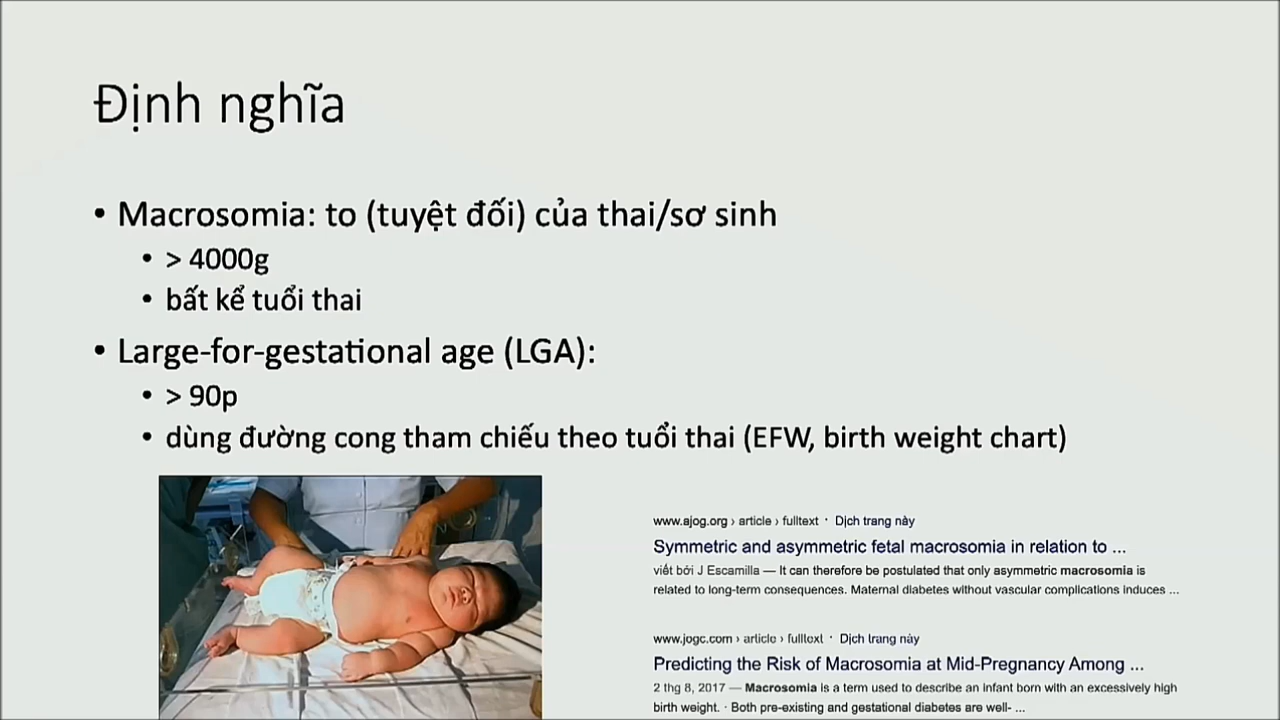 Định nghĩa
• Macrosomia: to (tuyệt đối) của thai/sơ sinh
• > 4000g
• bất kể tuổi thai
• Large-for-gestational age (LGA):
• > 90p
• dùng đường cong tham chiếu theo tuổi thai (EFW, birth weight chart)
www.ajog.org › article › fulltext · Dịch trang này
Symmetric and asymmetric fetal macrosomia in relation to ...
viết bởi J Escamilla — It can therefore be postulated that only asymmetric macrosomia is
related to long-term consequences. Maternal diabetes without vascular complications induces ...
www.jogc.com › article › fulltext · Dịch trang này
Predicting the Risk of Macrosomia at Mid-Pregnancy Among ...
2 thg 8, 2017 — Macrosomia is a term used to describe an infant born with an excessively high
birth weight. · Both pre-existing and gestational diabetes are well- ...